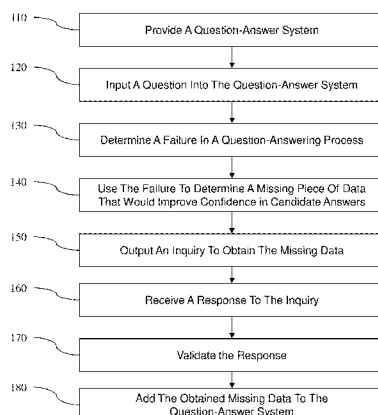 110
Provide A Question-Answer System
120
Input A Question Into The Question-Answer System
130
Determine A Failure In A Question-Answering Process
140
Use The Failure To Determine A Missing Piece Of Data
That Would Improve Confidence in Candidate Answers
150
Output An Inquiry To Obtain The Missing Data
160
Receive A Response To The Inquiry
170
Validate the Response
180
Add The Obtained Missing Data To The
Question-Answer System